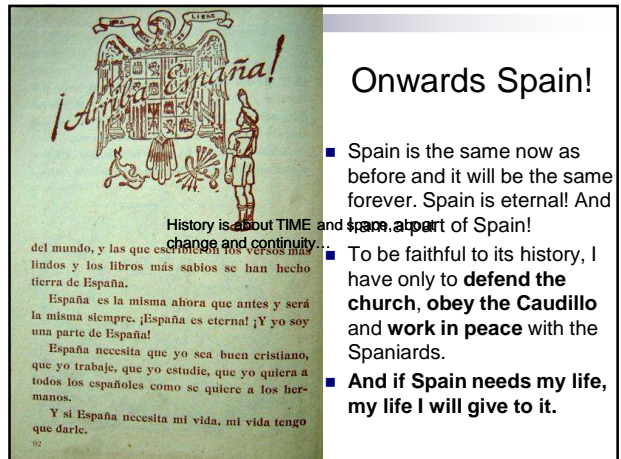 UNA
LIBRE
¡Arriba España!
del mundo, y las que escribieron los versos más
lindos y los libros más sabios se han hecho
tierra de España.
España es la misma ahora que antes y será
la misma siempre. ¡España es eterna! ¡Y yo soy
una parte de España!
España necesita que yo sea buen cristiano,
que yo trabaje, que yo estudie, que yo quiera a
todos los españoles como se quiere a los her-
manos.
Y si España necesita mi vida, mi vida tengo
que darle.
92
History is about TIME and space, about
change and continuity…
Onwards Spain!
Spain is the same now as
before and it will be the same
forever. Spain is eternal! And
I am a part of Spain!
To be faithful to its history, I
have only to defend the
church, obey the Caudillo
and work in peace with the
Spaniards.
And if Spain needs my life,
my life I will give to it.